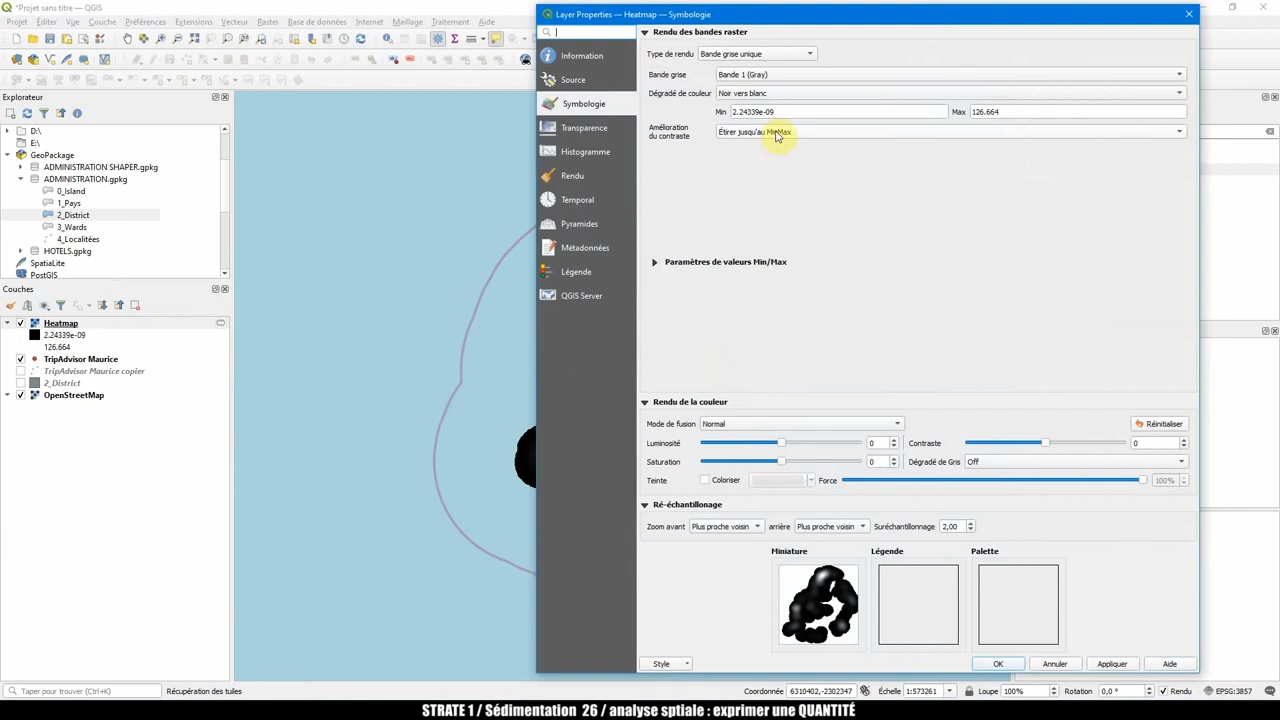 *Projet sans titre — QGIS
Projet Éditer Vue Couche Préférences Extensions Vecteur Raster Base de données Internet Maillage Traitement Aide
Explorateur
D:\
E:\
GeoPackage
ADMINISTRATION SHAPER.gpkg
ADMINISTRATION.gpkg
0_Island
1_Pays
2_District
3_Wards
4_Localitées
HOTELS.gpkg
SpatiaLite
PostGIS
Couches
Heatmap
2.24339e-09
126.664
TripAdvisor Maurice
TripAdvisor Maurice copier
2_District
OpenStreetMap
Layer Properties — Heatmap — Symbologie
Information
Source
Symbologie
Transparence
Histogramme
Rendu
Temporal
Pyramides
Métadonnées
Légende
QGIS Server
Rendu des bandes raster
Type de rendu Bande grise unique
Bande grise Bande 1 (Gray)
Dégradé de couleur Noir vers blanc
Min 2.24339e-09 Max 126.664
Amélioration du contraste Étirer jusqu'au MinMax
Paramètres de valeurs Min/Max
Rendu de la couleur
Mode de fusion Normal Réinitialiser
Luminosité 0 Contraste 0
Saturation 0 Dégradé de Gris Off
Teinte Coloriser Force 100%
Ré-échantillonage
Zoom avant Plus proche voisin arrière Plus proche voisin Suréchantillonnage 2,00
Miniature Légende Palette
Style OK Annuler Appliquer Aide
Taper pour trouver (Ctrl+K) Récupération des tuiles Coordonnée 6310402,-2302347 Échelle 1:573261 Loupe 100% Rotation 0,0 ° Rendu EPSG:3857
STRATE 1 / Sédimentation 26 / analyse sptiale : exprimer une QUANTITÉ